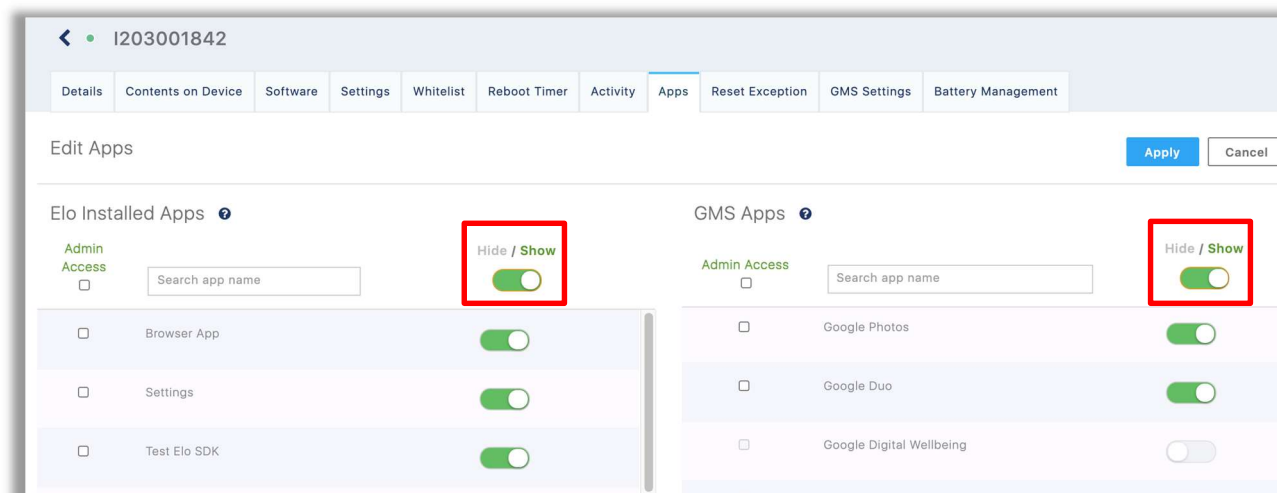 I203001842
Details Contents on Device Software Settings Whitelist Reboot Timer Activity Apps Reset Exception GMS Settings Battery Management
Edit Apps
Apply Cancel
Elo Installed Apps ?
Admin
Access
Search app name
Hide / Show
Browser App
Settings
Test Elo SDK
GMS Apps ?
Admin Access
Search app name
Hide / Show
Google Photos
Google Duo
Google Digital Wellbeing